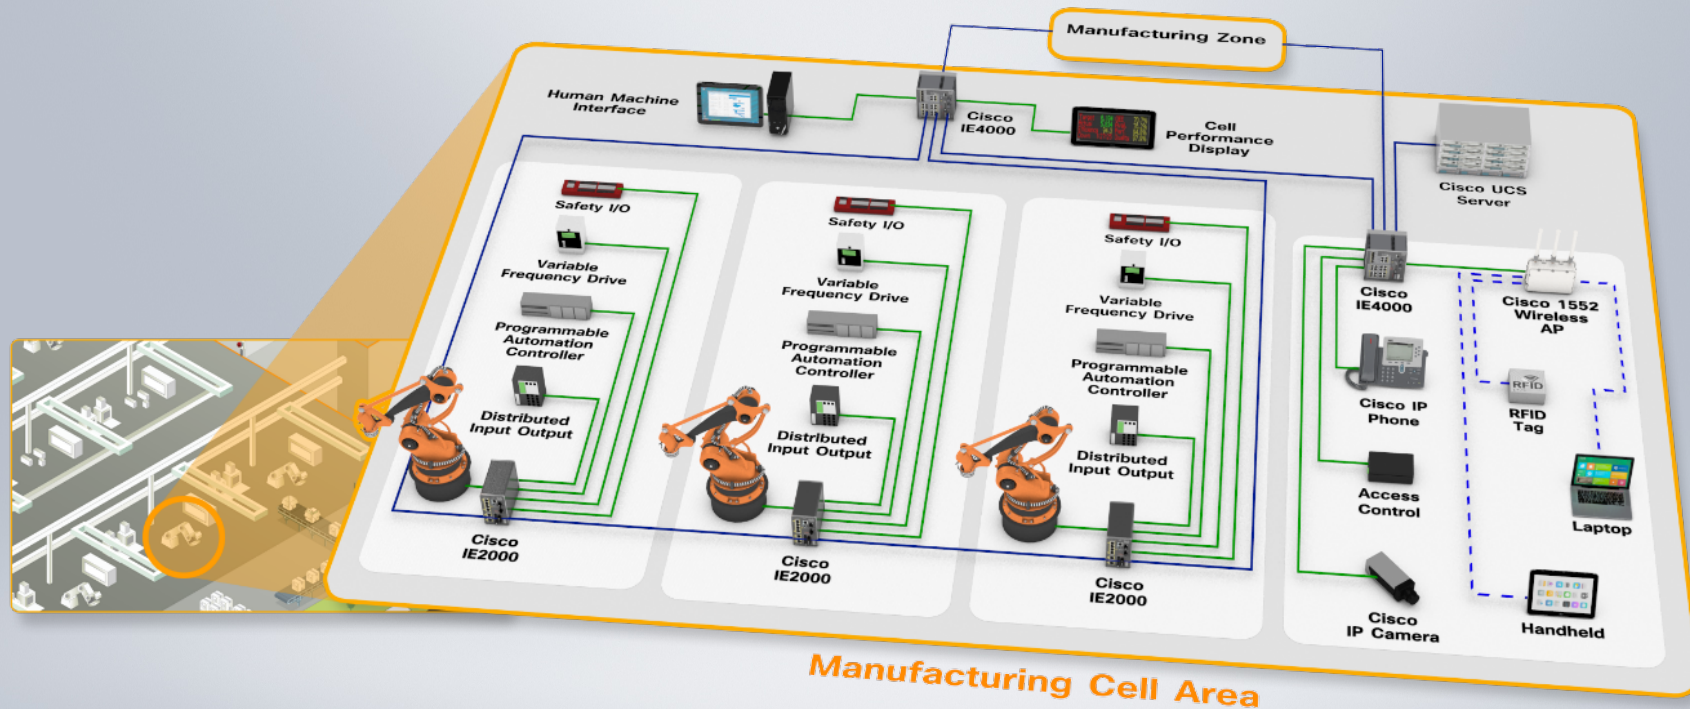 Manufacturing Zone
Human Machine
Interface
Cisco
IE4000
Cell
Performance
Display
Cisco UCS
Server
Safety I/O
Variable
Frequency Drive
Programmable
Automation
Controller
Distributed
Input Output
Cisco
IE2000
Safety I/O
Variable
Frequency Drive
Programmable
Automation
Controller
Distributed
Input Output
Cisco
IE2000
Safety I/O
Variable
Frequency Drive
Programmable
Automation
Controller
Distributed
Input Output
Cisco
IE2000
Cisco
IE4000
Cisco 1552
Wireless
AP
Cisco IP
Phone
RFID
RFID
Tag
Access
Control
Laptop
Cisco
IP Camera
Handheld
Manufacturing Cell Area